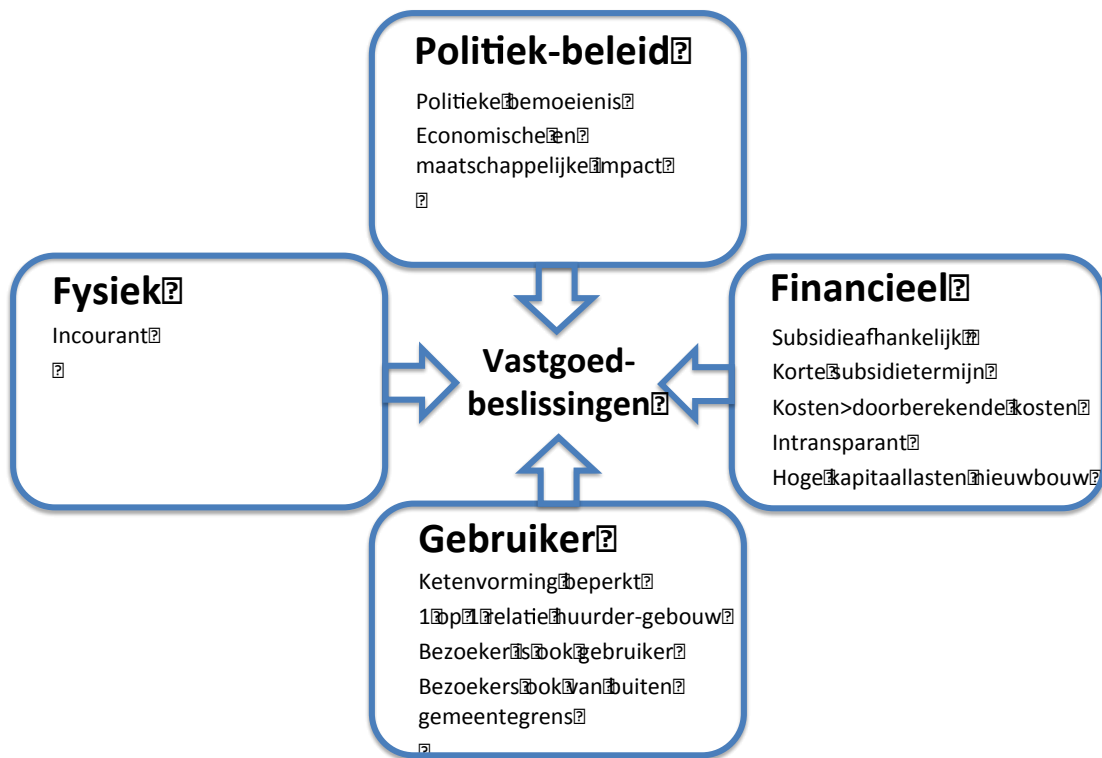 Politiek-beleid
Politieke bemoeienis
Economische en
maatschappelijke impact
Fysiek
Incourant
Vastgoed-
beslissingen
Financieel
Subsidieafhankelijk
Korte subsidietermijn
Kosten>doorberekende kosten
Intransparant
Hoge kapitaallasten nieuwbouw
Gebruiker
Ketenvorming beperkt
1 op 1 relatie huurder-gebouw
Bezoeker is ook gebruiker
Bezoekers ook van buiten
gemeentegrens